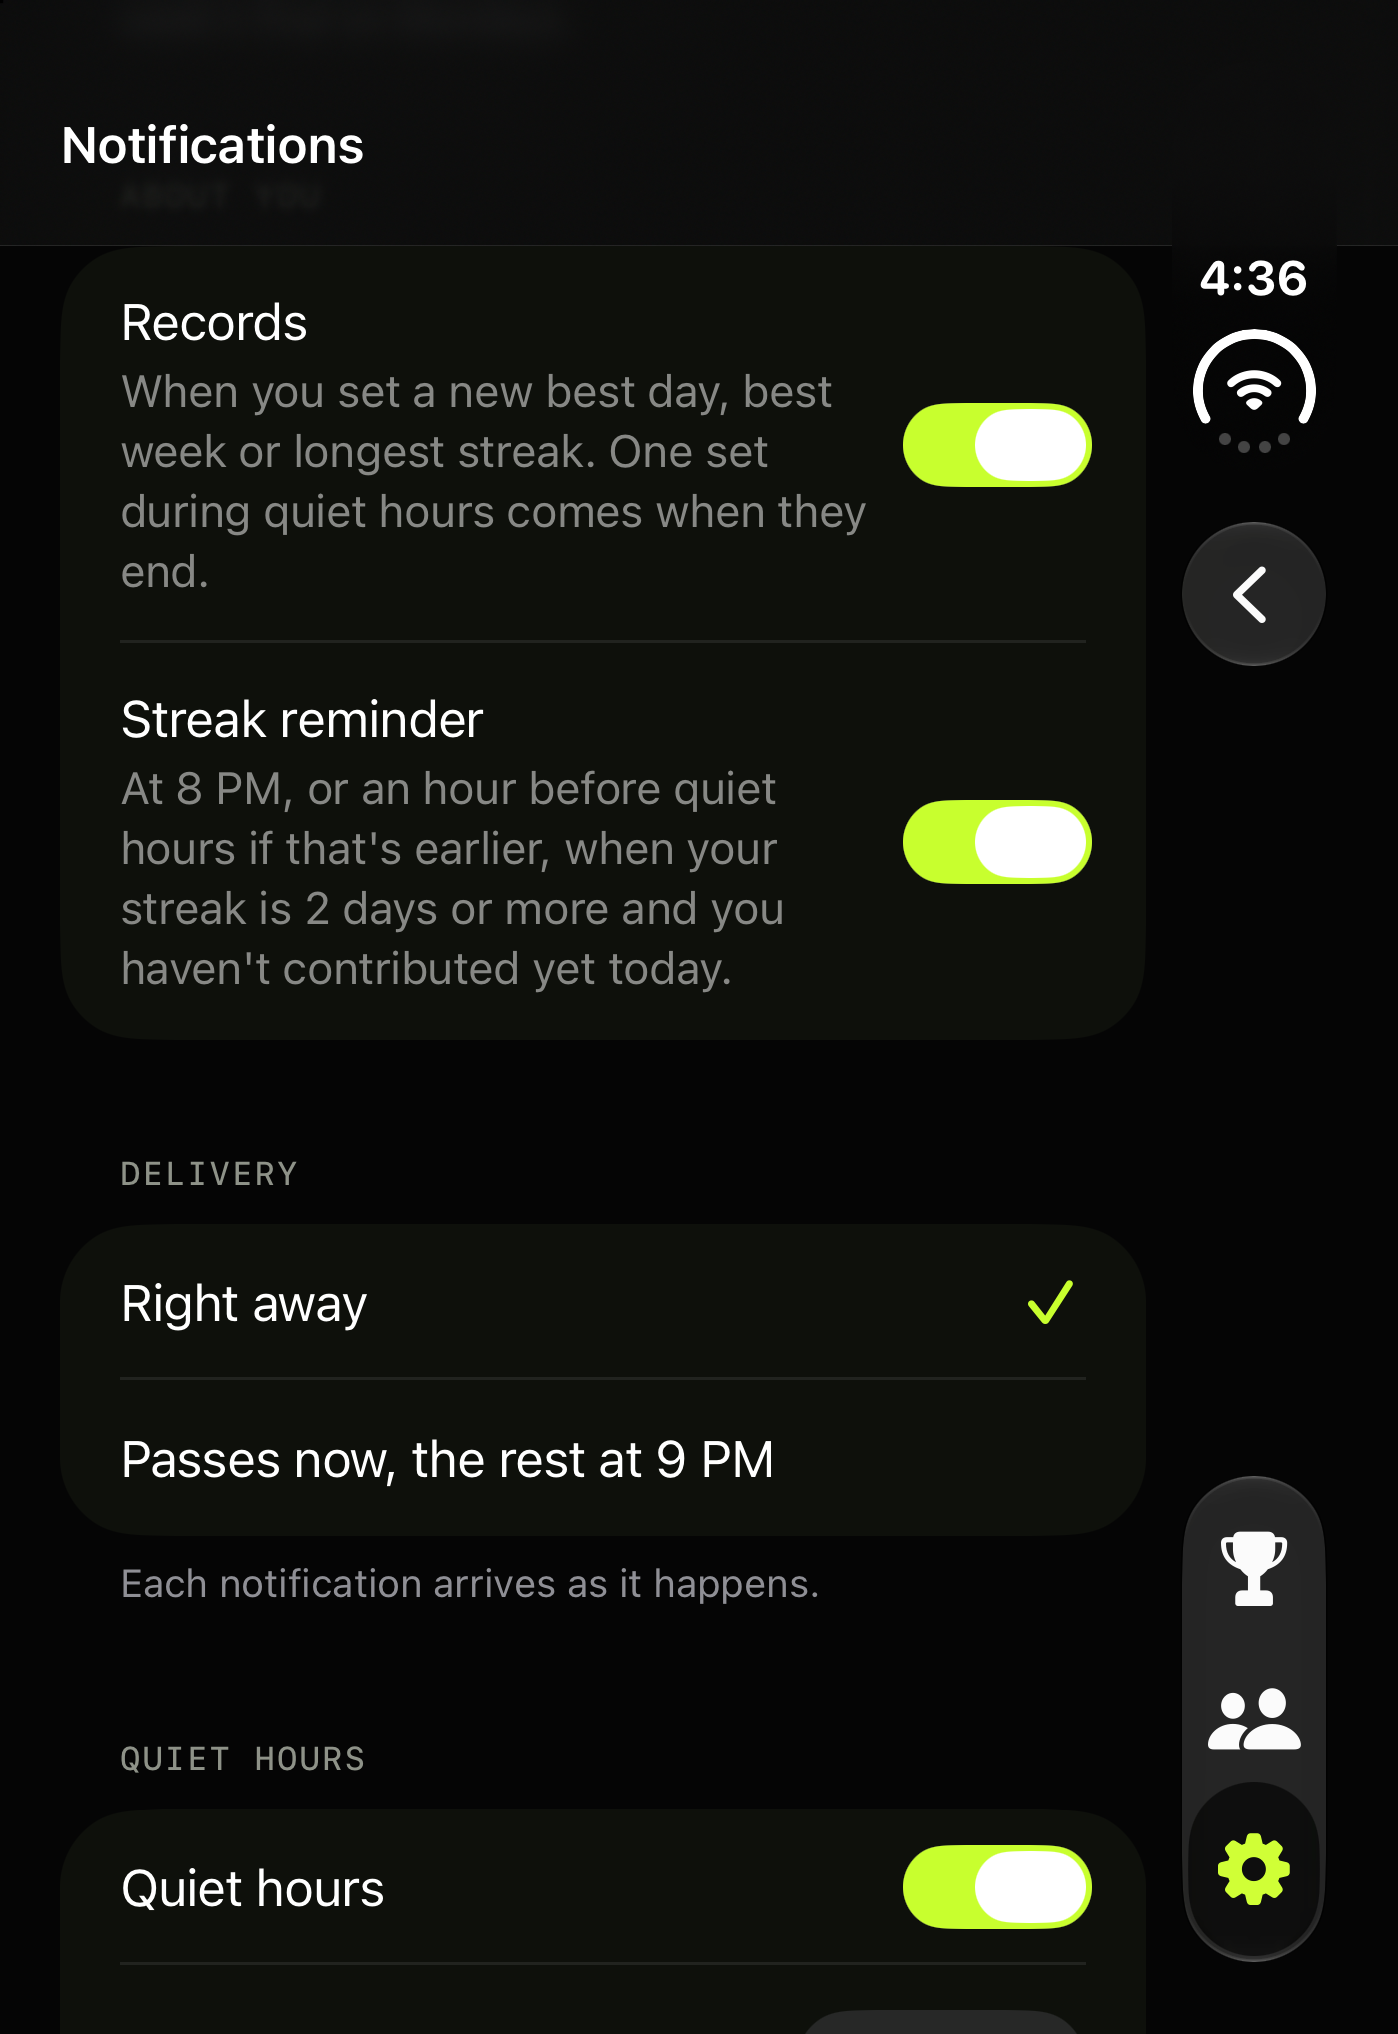 Notifications
ABOUT YOU
4:36
Records
When you set a new best day, best
week or longest streak. One set
during quiet hours comes when they
end.
Streak reminder
At 8 PM, or an hour before quiet
hours if that's earlier, when your
streak is 2 days or more and you
haven't contributed yet today.
DELIVERY
Right away
Passes now, the rest at 9 PM
Each notification arrives as it happens.
QUIET HOURS
Quiet hours